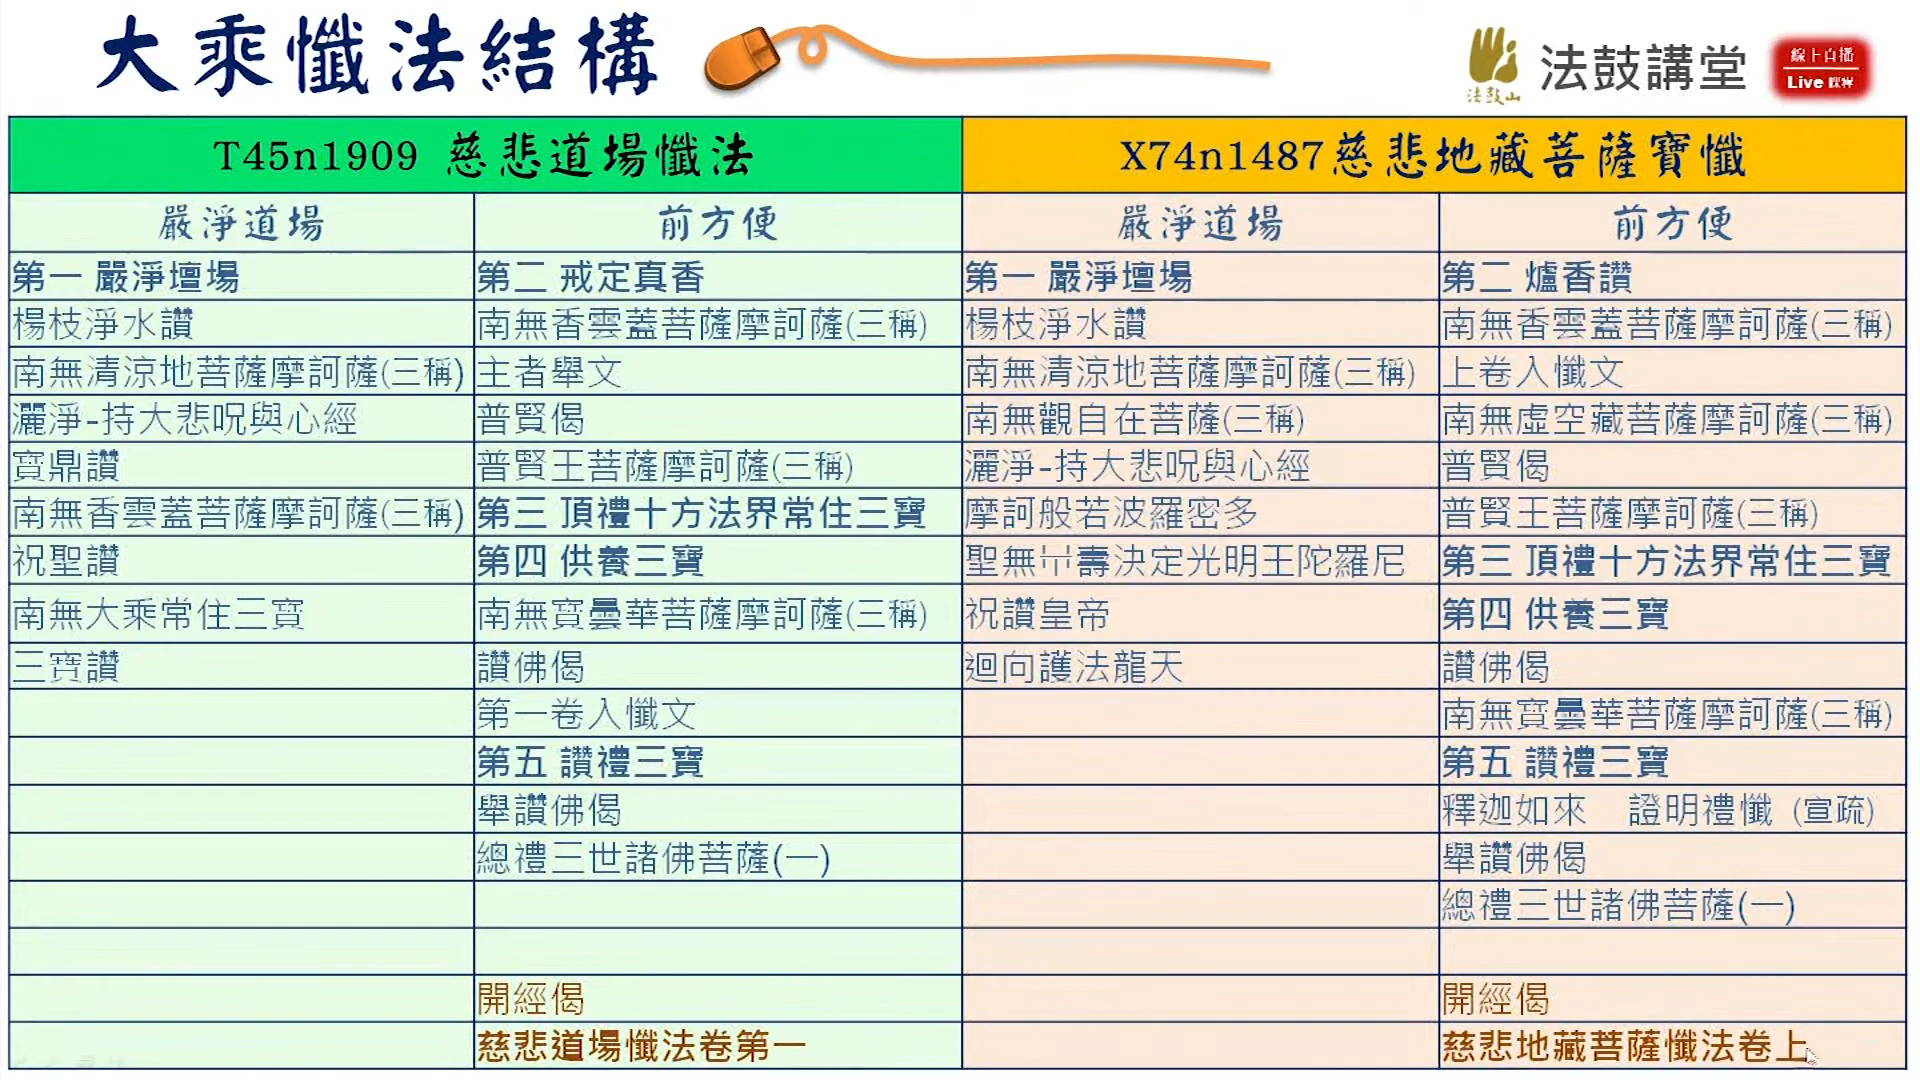 大乘懺法結構
法鼓山
法鼓講堂
線上直播
Live 課程
T45n1909 慈悲道場懺法 X74n1487慈悲地藏菩薩寶懺
嚴淨道場 前方便 嚴淨道場 前方便
第一 嚴淨壇場 第二 戒定真香 第一 嚴淨壇場 第二 爐香讚
楊枝淨水讚 南無香雲蓋菩薩摩訶薩(三稱) 楊枝淨水讚 南無香雲蓋菩薩摩訶薩(三稱)
南無清涼地菩薩摩訶薩(三稱) 主者舉文 南無清涼地菩薩摩訶薩(三稱) 上卷入懺文
灑淨-持大悲呪與心經 普賢偈 南無觀自在菩薩(三稱) 南無虛空藏菩薩摩訶薩(三稱)
寶鼎讚 普賢王菩薩摩訶薩(三稱) 灑淨-持大悲呪與心經 普賢偈
南無香雲蓋菩薩摩訶薩(三稱) 第三 頂禮十方法界常住三寶 摩訶般若波羅密多 普賢王菩薩摩訶薩(三稱)
祝聖讚 第四 供養三寶 聖無量壽決定光明王陀羅尼 第三 頂禮十方法界常住三寶
南無大乘常住三寶 南無寶曇華菩薩摩訶薩(三稱) 祝讚皇帝 第四 供養三寶
三寶讚 讚佛偈 迴向護法龍天 讚佛偈
第一卷入懺文 南無寶曇華菩薩摩訶薩(三稱)
第五 讚禮三寶 第五 讚禮三寶
舉讚佛偈 釋迦如來 證明禮懺 (宣疏)
總禮三世諸佛菩薩(一) 舉讚佛偈
總禮三世諸佛菩薩(一)
開經偈 開經偈
慈悲道場懺法卷第一 慈悲地藏菩薩懺法卷上